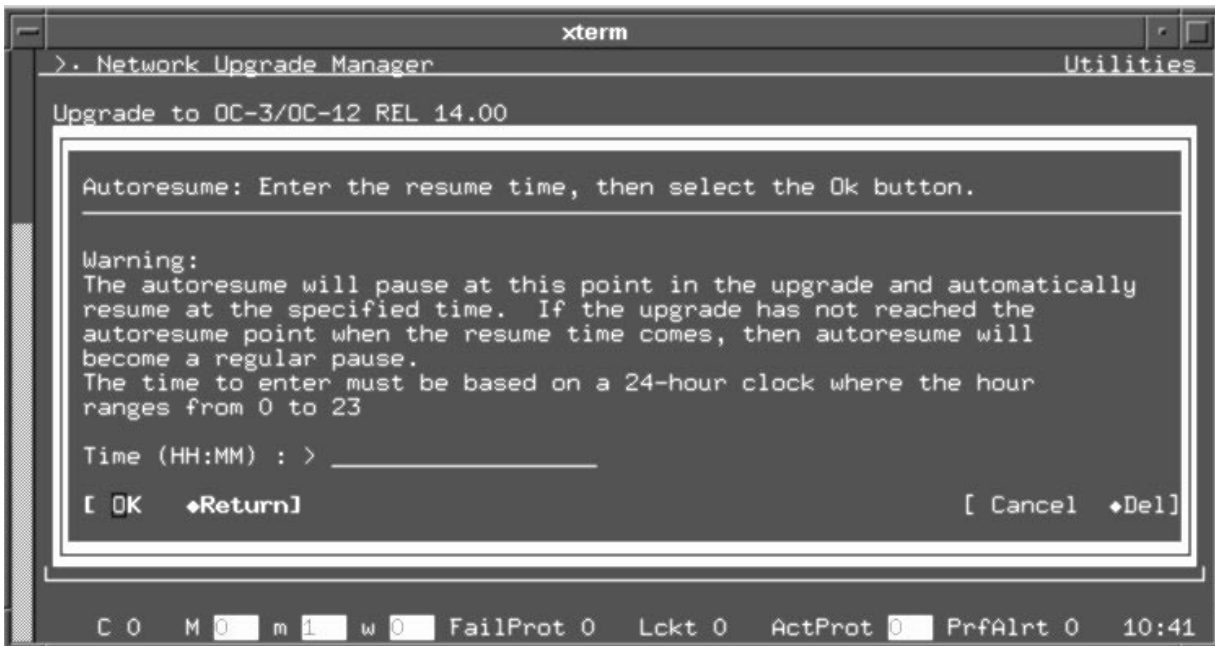 xterm
>. Network Upgrade Manager Utilities
Upgrade to OC-3/OC-12 REL 14.00
Autoresume: Enter the resume time, then select the Ok button.
Warning:
The autoresume will pause at this point in the upgrade and automatically
resume at the specified time.  If the upgrade has not reached the
autoresume point when the resume time comes, then autoresume will
become a regular pause.
The time to enter must be based on a 24-hour clock where the hour
ranges from 0 to 23
Time (HH:MM) : > ________________
[ OK ◆Return] [ Cancel ◆Del]
C 0 M 0 m 1 w 0 FailProt 0 Lckt 0 ActProt 0 PrfAlrt 0 10:41